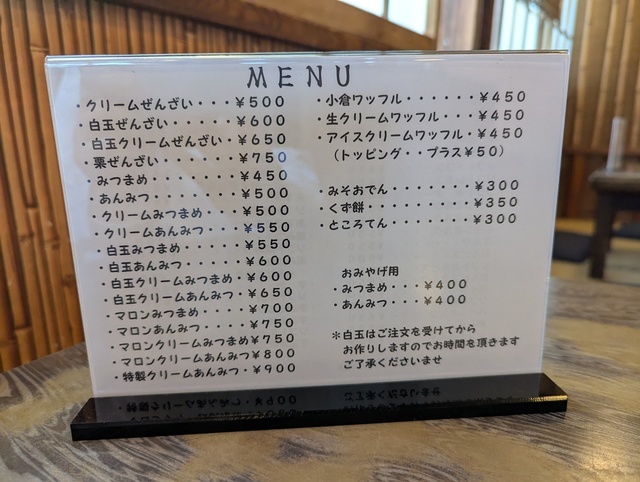 MENU
・クリームぜんざい・・・¥500
・白玉ぜんざい・・・・・¥600
・白玉クリームぜんざい・¥650
・栗ぜんざい・・・・・・¥750
・みつまめ・・・・・・・¥450
・あんみつ・・・・・・・¥500
・クリームみつまめ・・・¥500
・クリームあんみつ・・・¥550
・白玉みつまめ・・・・・¥550
・白玉あんみつ・・・・・¥600
・白玉クリームみつまめ・¥600
・白玉クリームあんみつ・¥650
・マロンみつまめ・・・・¥700
・マロンあんみつ・・・・¥750
・マロンクリームみつまめ¥750
・マロンクリームあんみつ・¥800
・特製クリームあんみつ・¥900
・小倉ワッフル・・・・・・¥450
・生クリームワッフル・・・¥450
・アイスクリームワッフル・¥450
（トッピング・・プラス¥50）
・みそおでん・・・・・・・¥300
・くず餅・・・・・・・・・¥350
・ところてん・・・・・・・¥300
おみやげ用
・みつまめ・・・¥400
・あんみつ・・・¥400
＊白玉はご注文を受けてから
お作りしますのでお時間を頂きます
ご了承くださいませ